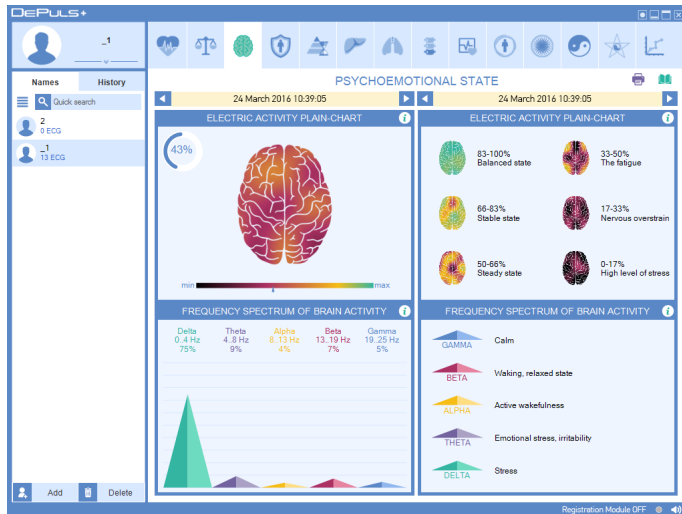 DePuls+
_1
Names
History
Quick search
2
0 ECG
_1
13 ECG
Add
Delete
PSYCHOEMOTIONAL STATE
24 March 2016 10:39:05
24 March 2016 10:39:05
ELECTRIC ACTIVITY PLAIN-CHART
43%
min
max
ELECTRIC ACTIVITY PLAIN-CHART
83-100%
Balanced state
33-50%
The fatigue
66-83%
Stable state
17-33%
Nervous overstrain
50-66%
Steady state
0-17%
High level of stress
FREQUENCY SPECTRUM OF BRAIN ACTIVITY
Delta Theta Alpha Beta Gamma
0..4 Hz 4..8 Hz 8..13 Hz 13..19 Hz 19..25 Hz
75% 9% 4% 7% 5%
FREQUENCY SPECTRUM OF BRAIN ACTIVITY
GAMMA Calm
BETA Waking, relaxed state
ALPHA Active wakefulness
THETA Emotional stress, irritability
DELTA Stress
Registration Module OFF